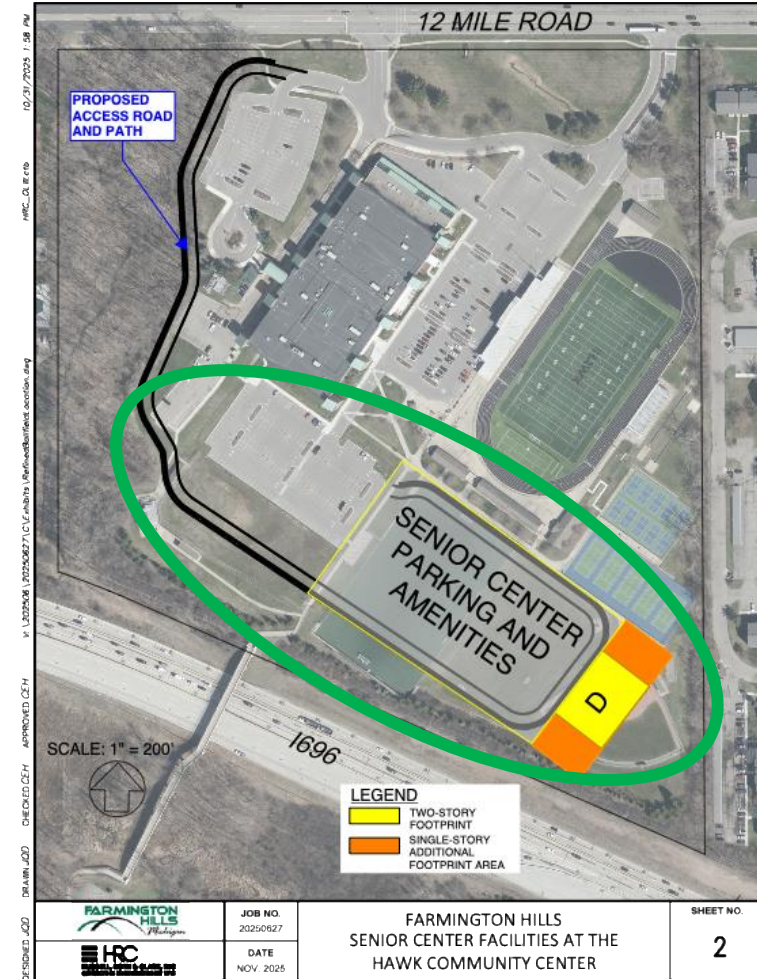 12 MILE ROAD
PROPOSED
ACCESS ROAD
AND PATH
SENIOR CENTER
PARKING AND
AMENITIES
D
I696
SCALE: 1" = 200'
LEGEND
TWO-STORY
FOOTPRINT
SINGLE-STORY
ADDITIONAL
FOOTPRINT AREA
10/31/2025 1:58 PM
APPROVED CEH
CHECKED CEH
DRAWN JQD
DESIGNED JQD
FARMINGTON
HILLS
Michigan
HRC
JOB NO.
20250627
DATE
NOV. 2025
FARMINGTON HILLS
SENIOR CENTER FACILITIES AT THE
HAWK COMMUNITY CENTER
SHEET NO.
2